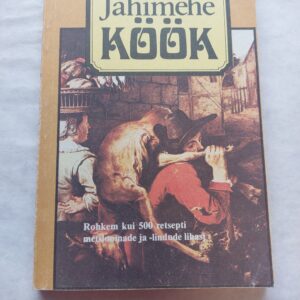 Jahimehe
KÖÖK
Rohkem kui 500 retsepti
metsloomade ja -lindude lihast